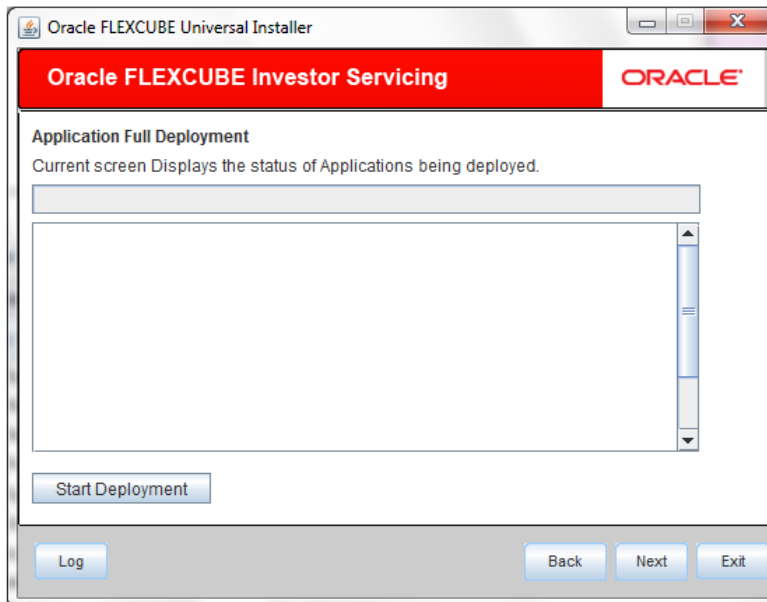 Oracle FLEXCUBE Universal Installer
Oracle FLEXCUBE Investor Servicing
ORACLE®
Application Full Deployment
Current screen Displays the status of Applications being deployed.
Start Deployment
Log
Back
Next
Exit